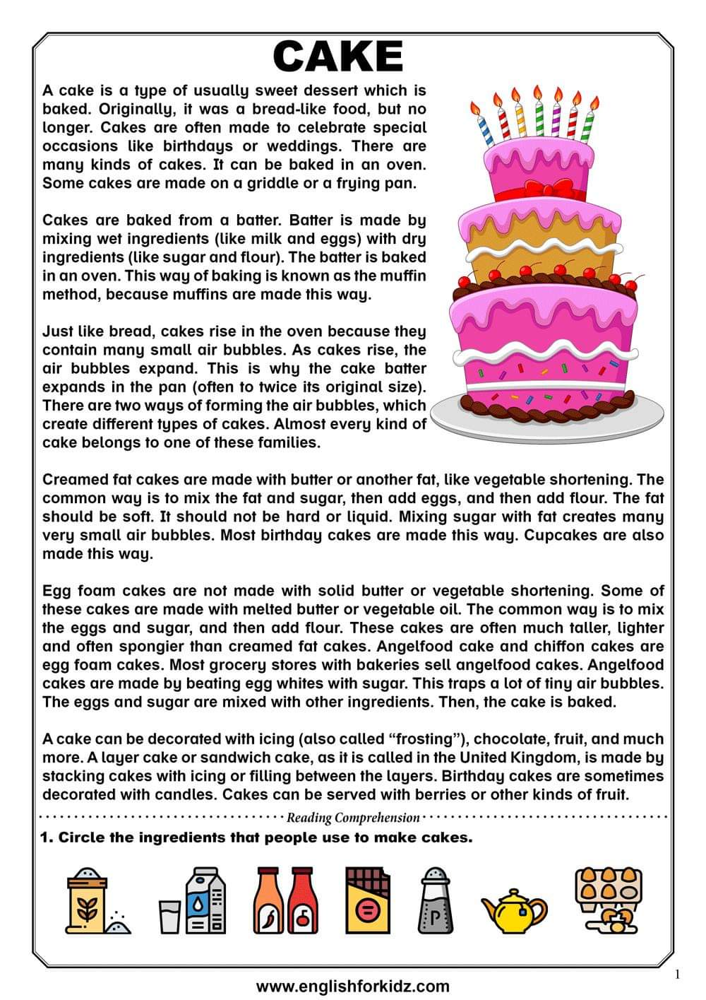 CAKE
A cake is a type of usually sweet dessert which is
baked. Originally, it was a bread-like food, but no
longer. Cakes are often made to celebrate special
occasions like birthdays or weddings. There are
many kinds of cakes. It can be baked in an oven.
Some cakes are made on a griddle or a frying pan.
Cakes are baked from a batter. Batter is made by
mixing wet ingredients (like milk and eggs) with dry
ingredients (like sugar and flour). The batter is baked
in an oven. This way of baking is known as the muffin
method, because muffins are made this way.
Just like bread, cakes rise in the oven because they
contain many small air bubbles. As cakes rise, the
air bubbles expand. This is why the cake batter
expands in the pan (often to twice its original size).
There are two ways of forming the air bubbles, which
create different types of cakes. Almost every kind of
cake belongs to one of these families.
Creamed fat cakes are made with butter or another fat, like vegetable shortening. The
common way is to mix the fat and sugar, then add eggs, and then add flour. The fat
should be soft. It should not be hard or liquid. Mixing sugar with fat creates many
very small air bubbles. Most birthday cakes are made this way. Cupcakes are also
made this way.
Egg foam cakes are not made with solid butter or vegetable shortening. Some of
these cakes are made with melted butter or vegetable oil. The common way is to mix
the eggs and sugar, and then add flour. These cakes are often much taller, lighter
and often spongier than creamed fat cakes. Angelfood cake and chiffon cakes are
egg foam cakes. Most grocery stores with bakeries sell angelfood cakes. Angelfood
cakes are made by beating egg whites with sugar. This traps a lot of tiny air bubbles.
The eggs and sugar are mixed with other ingredients. Then, the cake is baked.
A cake can be decorated with icing (also called “frosting”), chocolate, fruit, and much
more. A layer cake or sandwich cake, as it is called in the United Kingdom, is made by
stacking cakes with icing or filling between the layers. Birthday cakes are sometimes
decorated with candles. Cakes can be served with berries or other kinds of fruit.
Reading Comprehension
1. Circle the ingredients that people use to make cakes.
P
1
www.englishforkidz.com